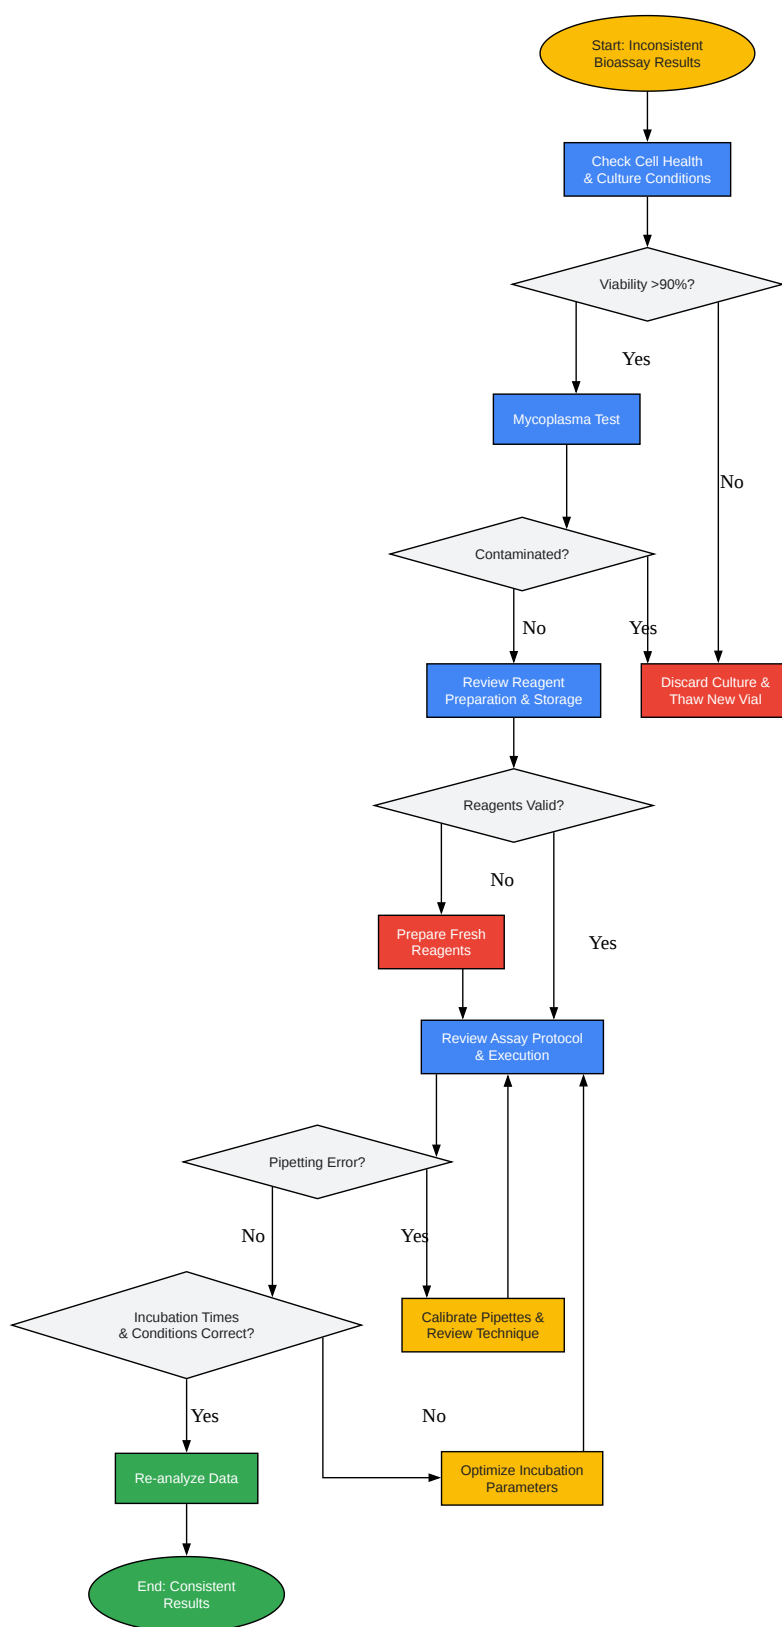 Start: Inconsistent
Bioassay Results
Check Cell Health
& Culture Conditions
Viability >90%?
Yes
Mycoplasma Test
No
Contaminated?
No
Yes
Review Reagent
Preparation & Storage
Discard Culture &
Thaw New Vial
Reagents Valid?
No
Prepare Fresh
Reagents
Yes
Review Assay Protocol
& Execution
Pipetting Error?
No
Yes
Incubation Times
& Conditions Correct?
Calibrate Pipettes &
Review Technique
Yes
No
Re-analyze Data
Optimize Incubation
Parameters
End: Consistent
Results